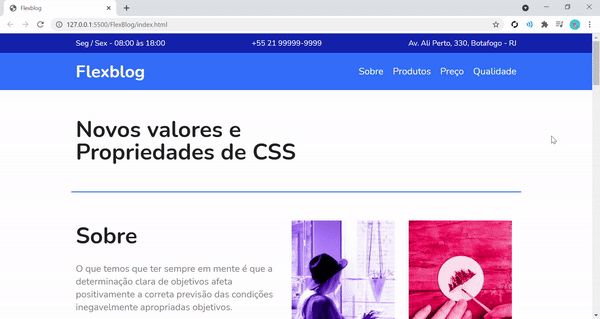 Flexblog
127.0.0.1:5500/FlexBlog/index.html
Seg / Sex - 08:00 às 18:00
+55 21 99999-9999
Av. Ali Perto, 330, Botafogo - RJ
Flexblog
Sobre
Produtos
Preço
Qualidade
Novos valores e
Propriedades de CSS
Sobre
O que temos que ter sempre em mente é que a
determinação clara de objetivos afeta
positivamente a correta previsão das condições
inegavelmente apropriadas objetivos.